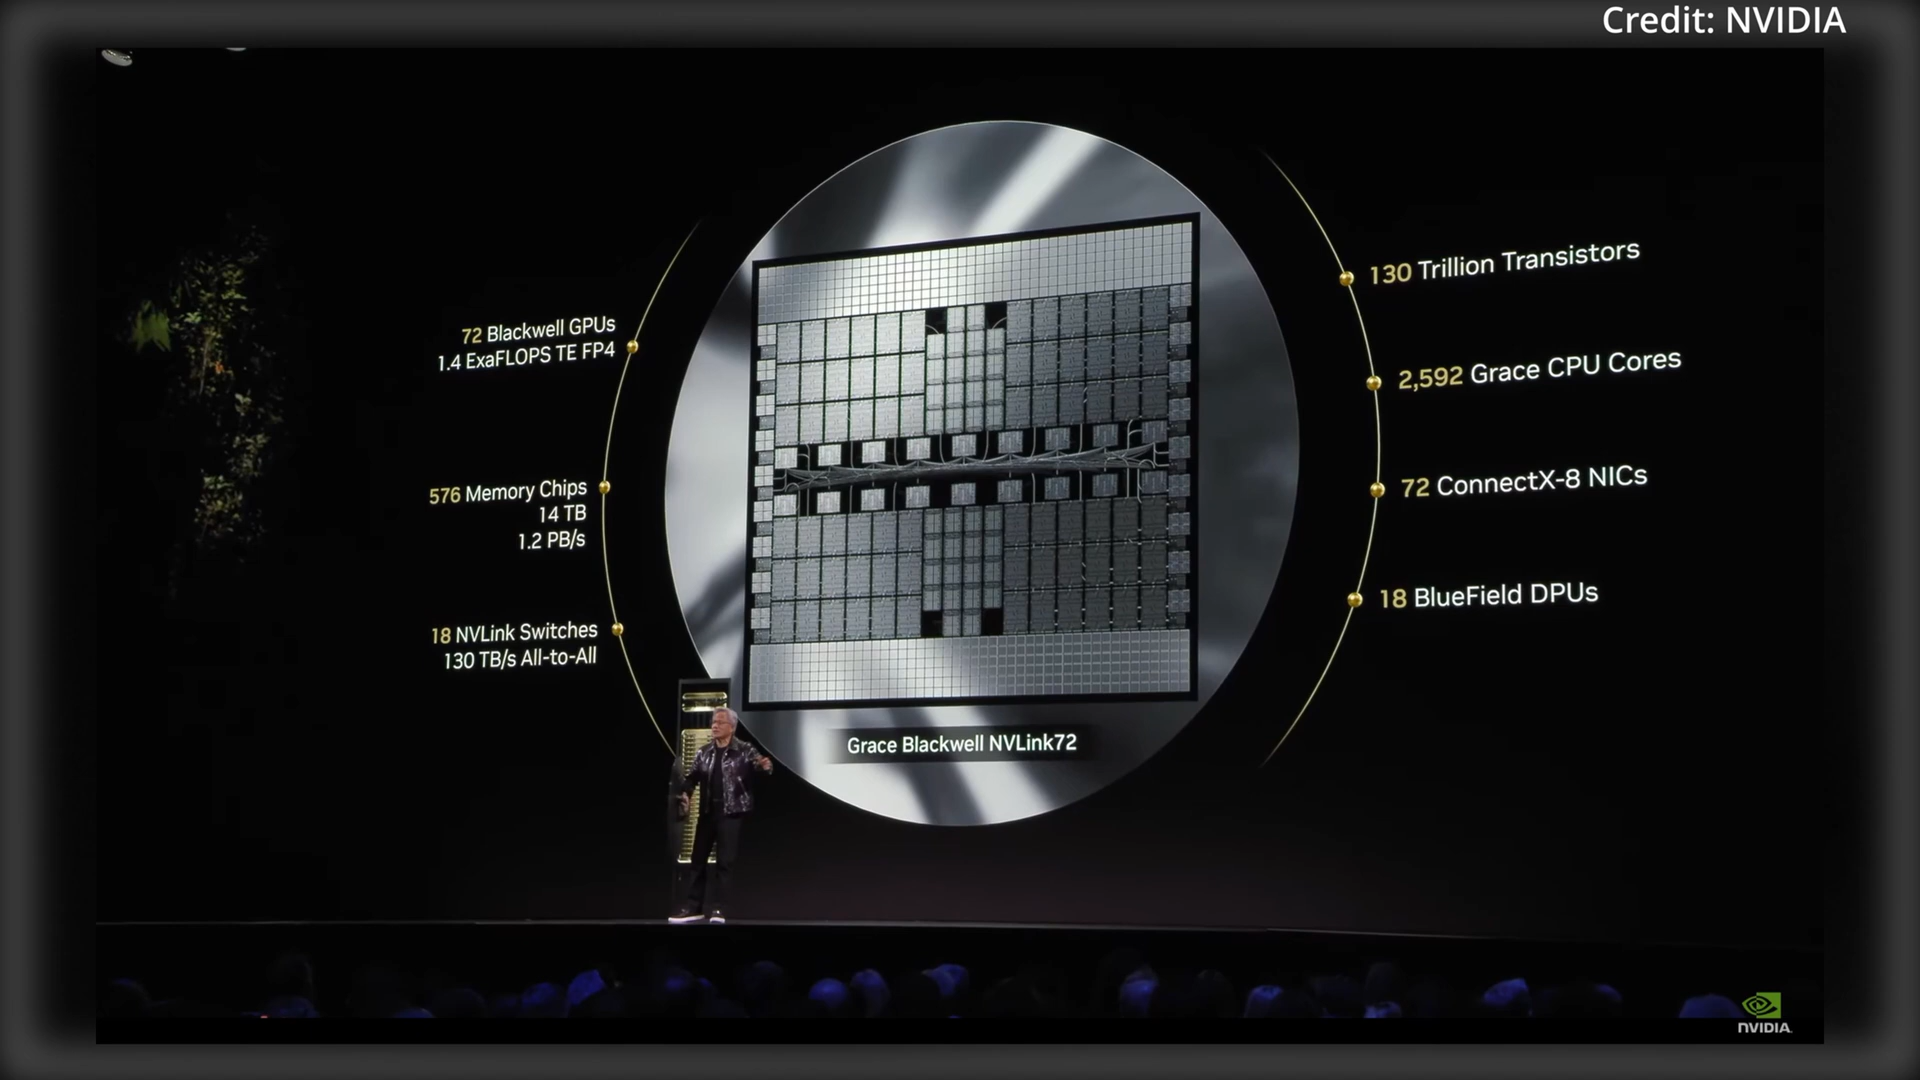 Credit: NVIDIA
72 Blackwell GPUs
1.4 ExaFLOPS TE FP4
576 Memory Chips
14 TB
1.2 PB/s
18 NVLink Switches
130 TB/s All-to-All
130 Trillion Transistors
2,592 Grace CPU Cores
72 ConnectX-8 NICs
18 BlueField DPUs
Grace Blackwell NVLink72
NVIDIA